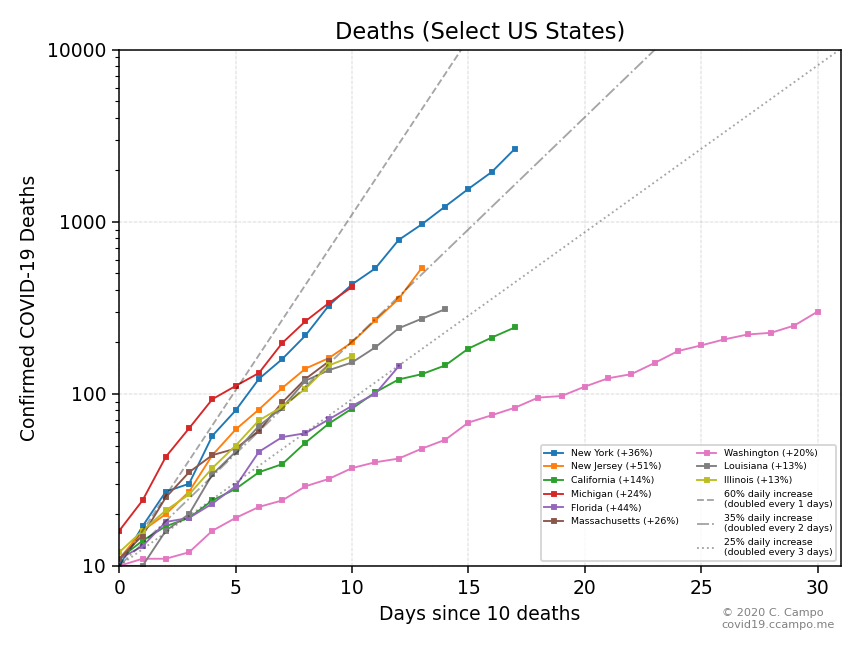 Deaths (Select US States)
Confirmed COVID-19 Deaths
10000
1000
100
10
0 5 10 15 20 25 30
Days since 10 deaths
New York (+36%)
New Jersey (+51%)
California (+14%)
Michigan (+24%)
Florida (+44%)
Massachusetts (+26%)
Washington (+20%)
Louisiana (+13%)
Illinois (+13%)
60% daily increase
(doubled every 1 days)
35% daily increase
(doubled every 2 days)
25% daily increase
(doubled every 3 days)
© 2020 C. Campo
covid19.ccampo.me